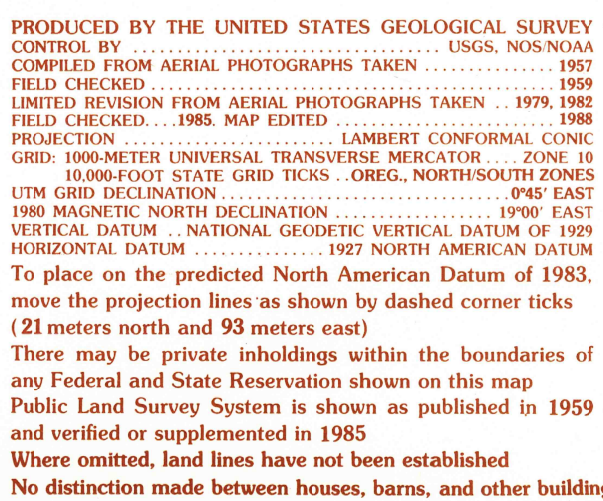 PRODUCED BY THE UNITED STATES GEOLOGICAL SURVEY
CONTROL BY .................................... USGS, NOS/NOAA
COMPILED FROM AERIAL PHOTOGRAPHS TAKEN ............... 1957
FIELD CHECKED ................................................ 1959
LIMITED REVISION FROM AERIAL PHOTOGRAPHS TAKEN .. 1979, 1982
FIELD CHECKED....1985. MAP EDITED ........................ 1988
PROJECTION ......................... LAMBERT CONFORMAL CONIC
GRID: 1000-METER UNIVERSAL TRANSVERSE MERCATOR .... ZONE 10
10,000-FOOT STATE GRID TICKS ..OREG., NORTH/SOUTH ZONES
UTM GRID DECLINATION ..................................0°45' EAST
1980 MAGNETIC NORTH DECLINATION ................. 19°00' EAST
VERTICAL DATUM .. NATIONAL GEODETIC VERTICAL DATUM OF 1929
HORIZONTAL DATUM ............... 1927 NORTH AMERICAN DATUM
To place on the predicted North American Datum of 1983,
move the projection lines as shown by dashed corner ticks
(21 meters north and 93 meters east)
There may be private inholdings within the boundaries of
any Federal and State Reservation shown on this map
Public Land Survey System is shown as published in 1959
and verified or supplemented in 1985
Where omitted, land lines have not been established
No distinction made between houses, barns, and other building